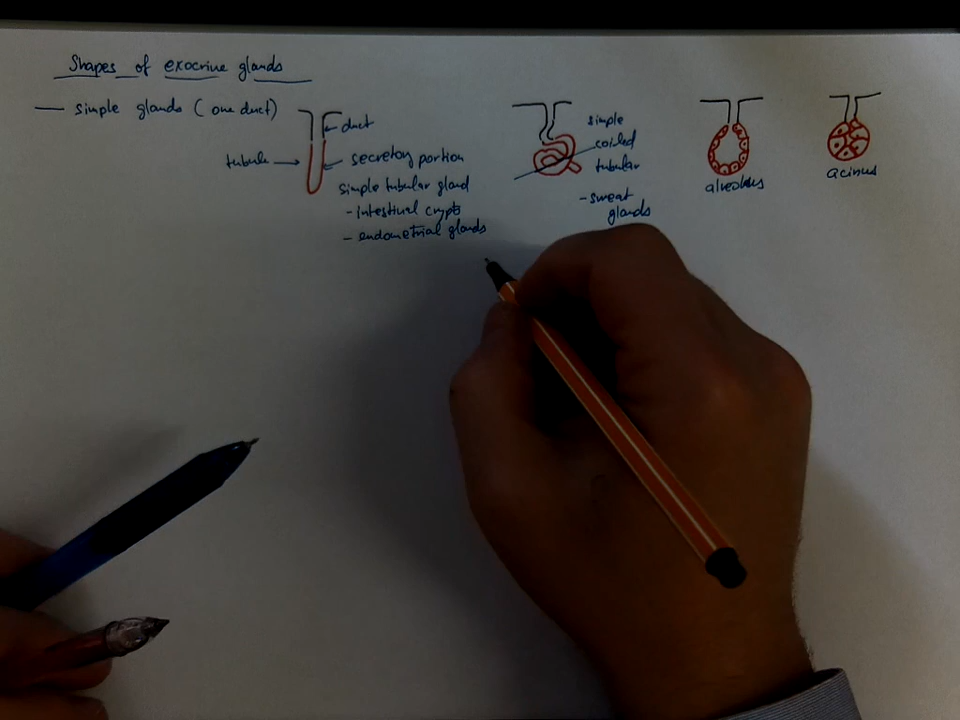 Shapes of exocrine glands
— simple glands (one duct)
duct
tubule
secretory portion
simple tubular gland
- intestinal crypts
- endometrial glands
simple
coiled
tubular
- sweat
glands
alveolus
acinus